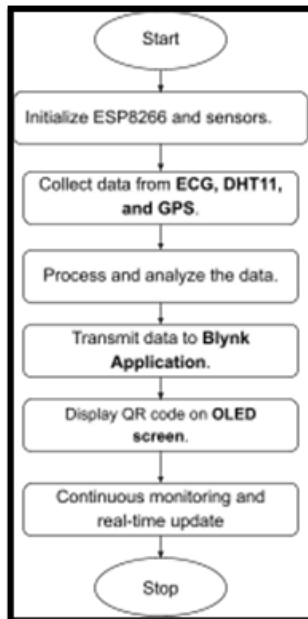 Start
Initialize ESP8266 and sensors.
Collect data from ECG, DHT11,
and GPS.
Process and analyze the data.
Transmit data to Blynk
Application.
Display QR code on OLED
screen.
Continuous monitoring and
real-time update
Stop